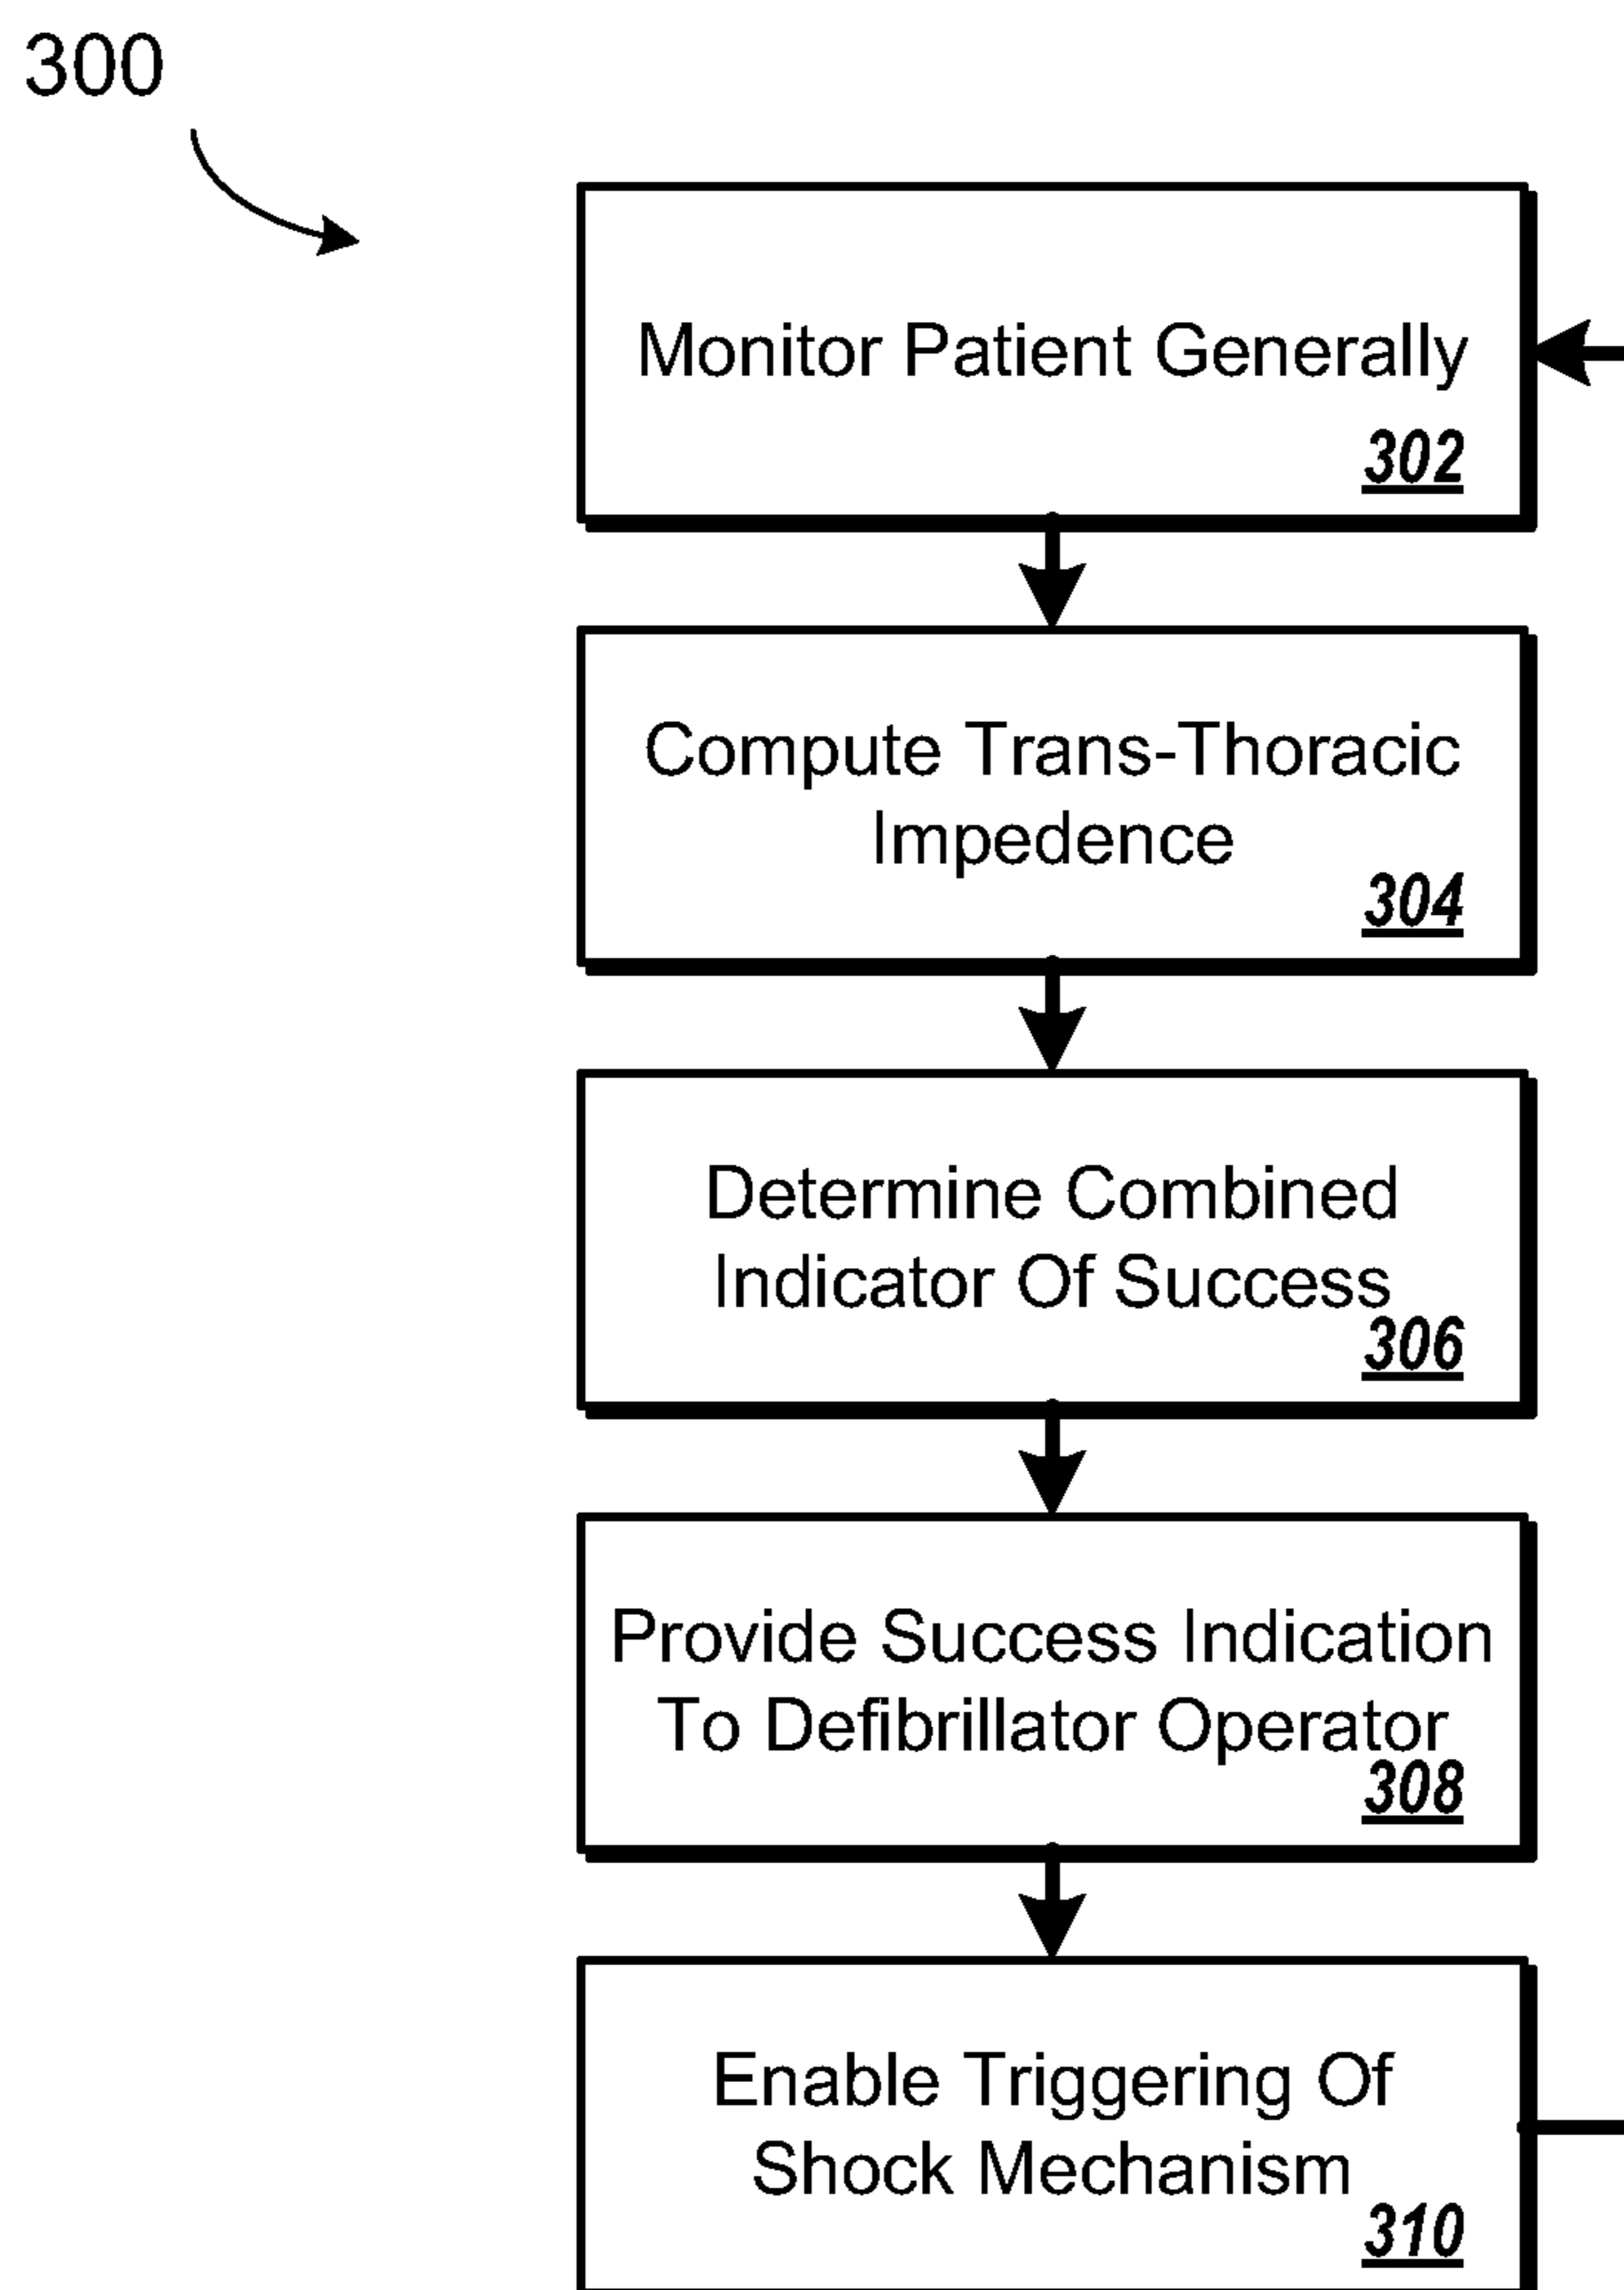 300
Monitor Patient Generally
302
Compute Trans-Thoracic
Impedence
304
Determine Combined
Indicator Of Success
306
Provide Success Indication
To Defibrillator Operator
308
Enable Triggering Of
Shock Mechanism
310